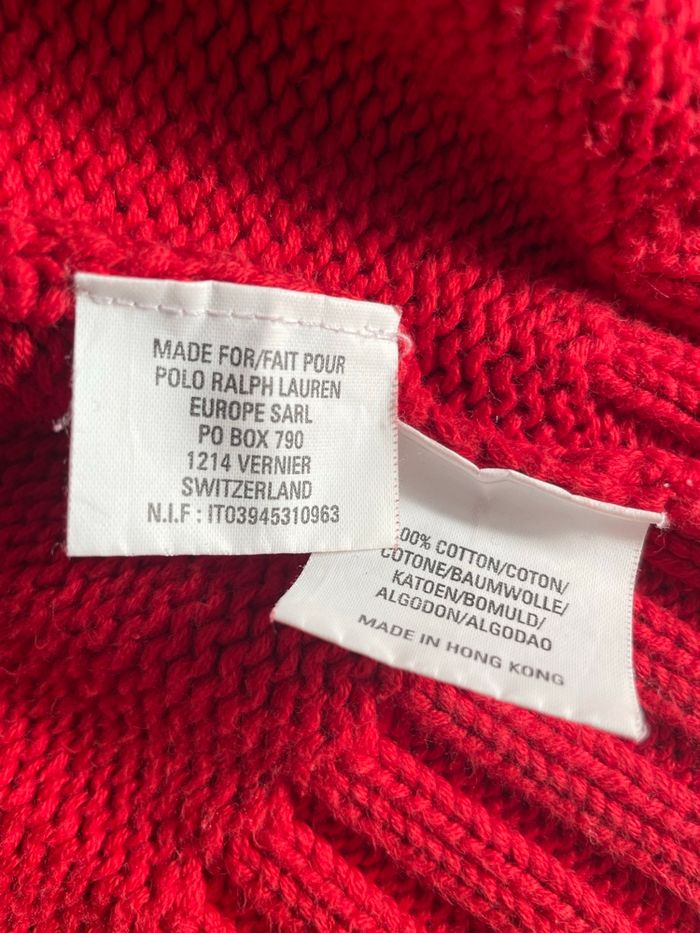 MADE FOR/FAIT POUR
POLO RALPH LAUREN
EUROPE SARL
PO BOX 790
1214 VERNIER
SWITZERLAND
N.I.F : IT03945310963
00% COTTON/COTON/
COTONE/BAUMWOLLE/
KATOEN/BOMULD/
ALGODON/ALGODAO
MADE IN HONG KONG